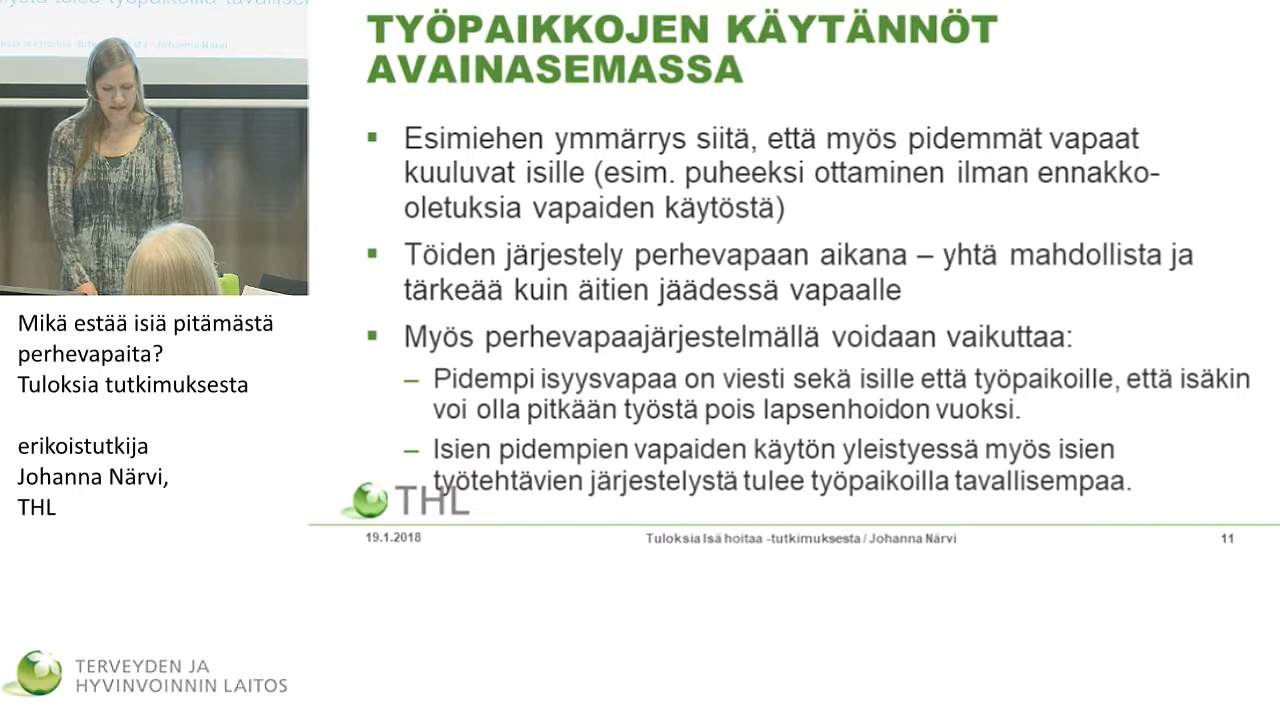 TYÖPAIKKOJEN KÄYTÄNNÖT
AVAINASEMASSA
▪ Esimiehen ymmärrys siitä, että myös pidemmät vapaat
kuuluvat isille (esim. puheeksi ottaminen ilman ennakko-
oletuksia vapaiden käytöstä)
▪ Töiden järjestely perhevapaan aikana – yhtä mahdollista ja
tärkeää kuin äitien jäädessä vapaalle
▪ Myös perhevapaajärjestelmällä voidaan vaikuttaa:
– Pidempi isyysvapaa on viesti sekä isille että työpaikoille, että isäkin
voi olla pitkään työstä pois lapsenhoidon vuoksi.
– Isien pidempien vapaiden käytön yleistyessä myös isien
työtehtävien järjestelystä tulee työpaikoilla tavallisempaa.
THL
19.1.2018 Tuloksia Isä hoitaa -tutkimuksesta / Johanna Närvi 11
Johanna Närvi
Mikä estää isiä pitämästä
perhevapaita?
Tuloksia tutkimuksesta
erikoistutkija
Johanna Närvi,
THL
TERVEYDEN JA
HYVINVOINNIN LAITOS